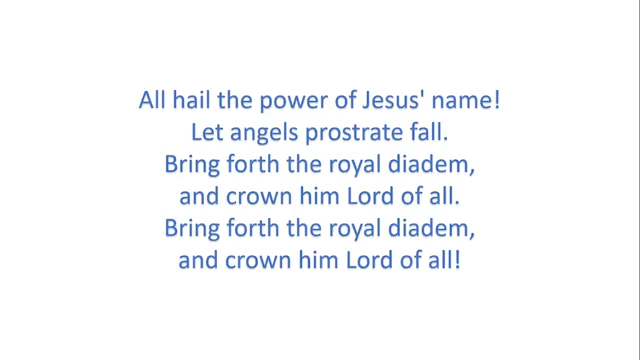 All hail the power of Jesus' name!
Let angels prostrate fall.
Bring forth the royal diadem,
and crown him Lord of all.
Bring forth the royal diadem,
and crown him Lord of all!